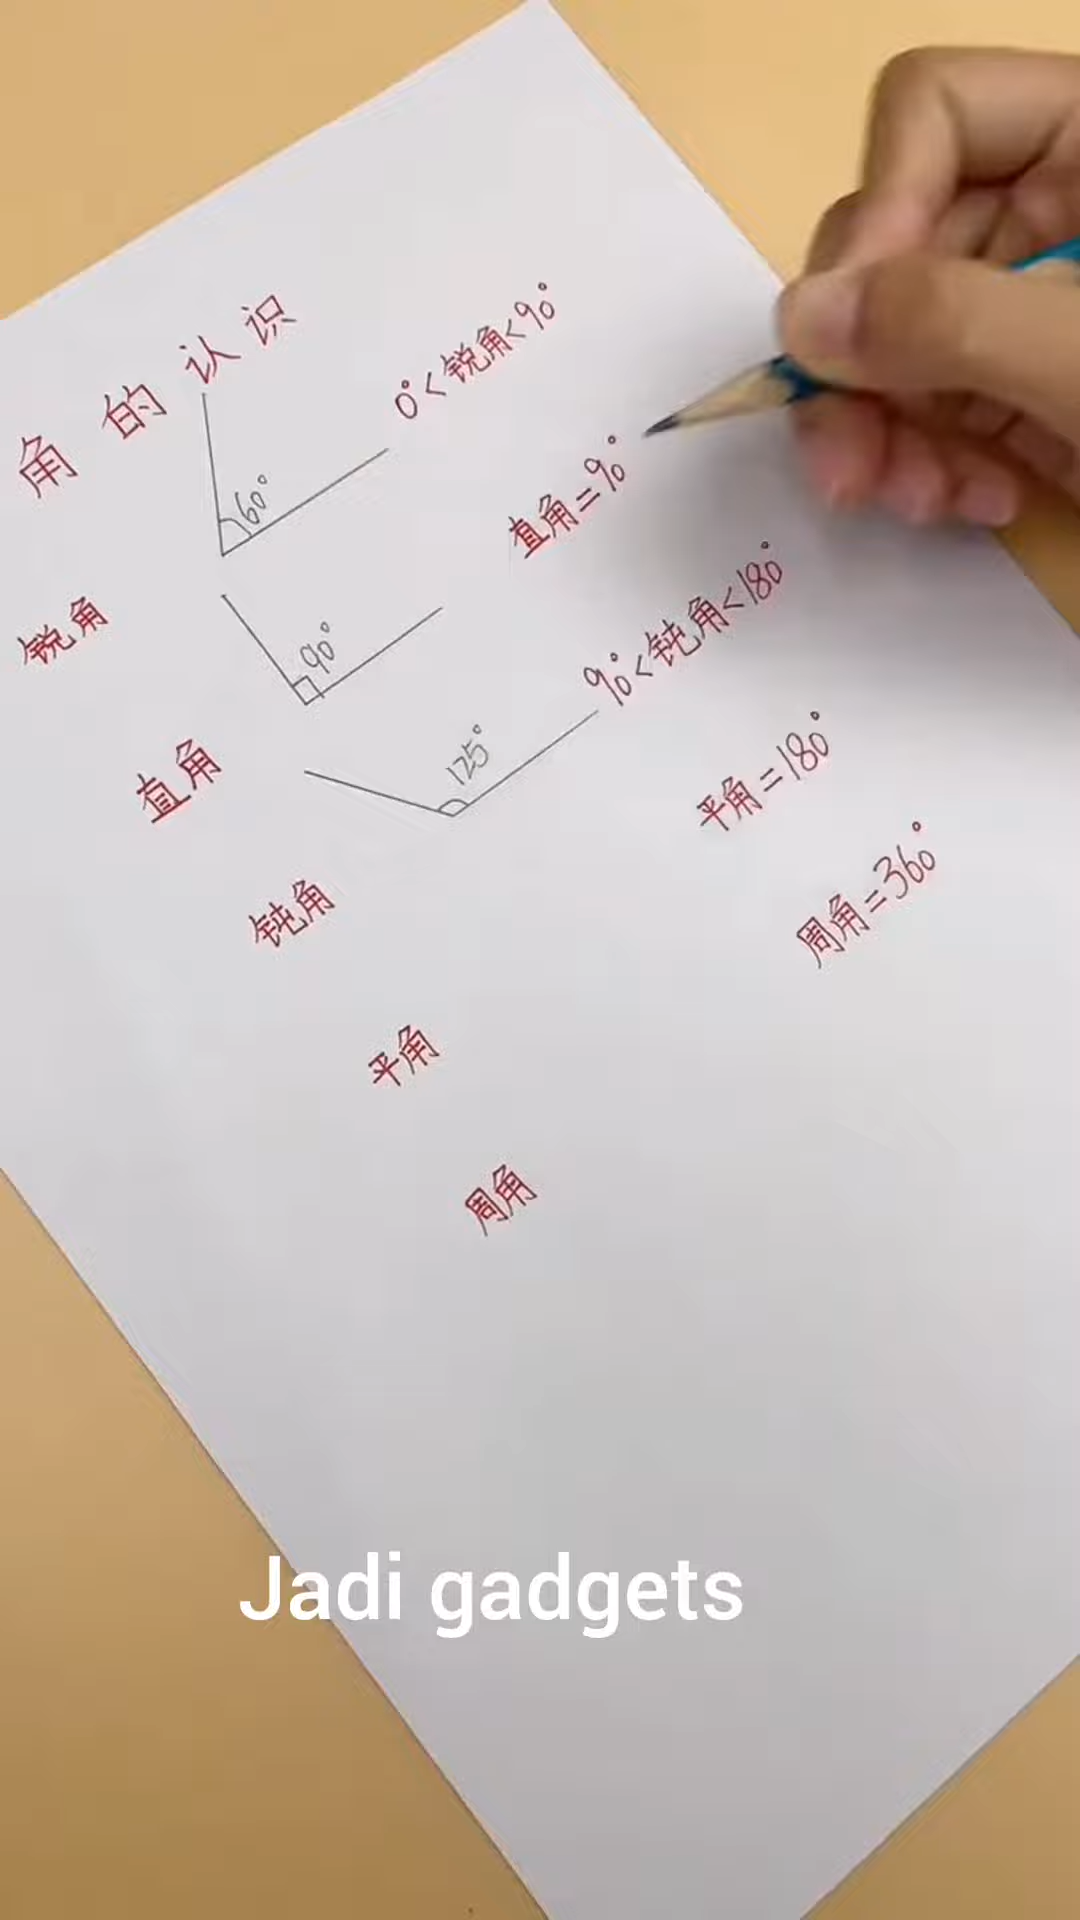 角的认识
锐角
60°
0°<锐角<90°
直角
90°
直角=90°
钝角
125°
90°<钝角<180°
平角
平角=180°
周角
周角=360°
Jadi gadgets